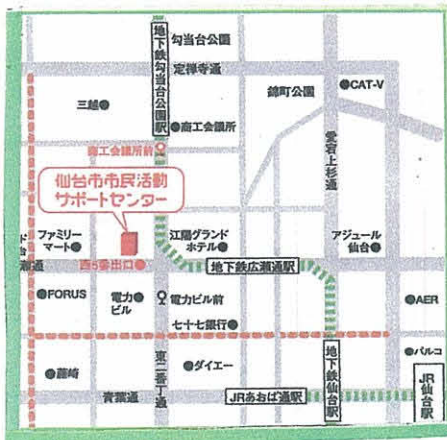 勾当台公園
地下鉄勾当台公園駅
定禅寺通
錦町公園
CAT-V
三越
商工会議所
愛宕上杉通
商工会議所前
仙台市市民活動
サポートセンター
ファミリー
マート
江陽グランド
ホテル
アジュール
仙台
西5番出口
地下鉄広瀬通駅
瀬通
FORUS
電力
ビル
電力ビル前
AER
七十七銀行
東二番丁通
ダイエー
地下鉄仙台駅
パルコ
藤崎
青葉通
JRあおば通駅
JR仙台駅